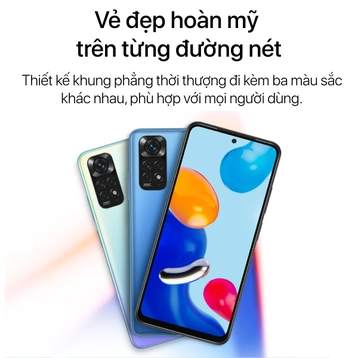 Vẻ đẹp hoàn mỹ
trên từng đường nét
Thiết kế khung phẳng thời thượng đi kèm ba màu sắc
khác nhau, phù hợp với mọi người dùng.